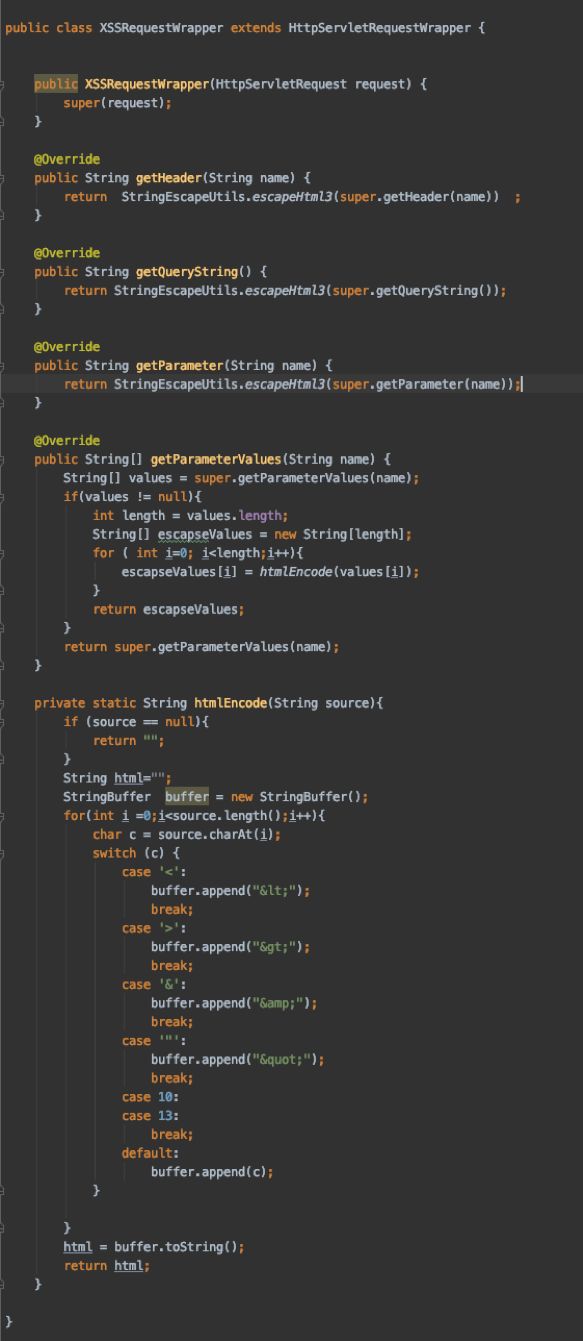 public class XSSRequestWrapper extends HttpServletRequestWrapper {
public XSSRequestWrapper(HttpServletRequest request) {
super(request);
}
@Override
public String getHeader(String name) {
return  StringEscapeUtils.escapeHtml3(super.getHeader(name))  ;
}
@Override
public String getQueryString() {
return StringEscapeUtils.escapeHtml3(super.getQueryString());
}
@Override
public String getParameter(String name) {
return StringEscapeUtils.escapeHtml3(super.getParameter(name));
}
@Override
public String[] getParameterValues(String name) {
String[] values = super.getParameterValues(name);
if(values != null){
int length = values.length;
String[] escapseValues = new String[length];
for ( int i=0; i<length;i++){
escapseValues[i] = htmlEncode(values[i]);
}
return escapseValues;
}
return super.getParameterValues(name);
}
private static String htmlEncode(String source){
if (source == null){
return "";
}
String html="";
StringBuffer  buffer = new StringBuffer();
for(int i =0;i<source.length();i++){
char c = source.charAt(i);
switch (c) {
case '<':
buffer.append("&lt;");
break;
case '>':
buffer.append("&gt;");
break;
case '&':
buffer.append("&amp;");
break;
case '"':
buffer.append("&quot;");
break;
case 10:
case 13:
break;
default:
buffer.append(c);
}
}
html = buffer.toString();
return html;
}
}